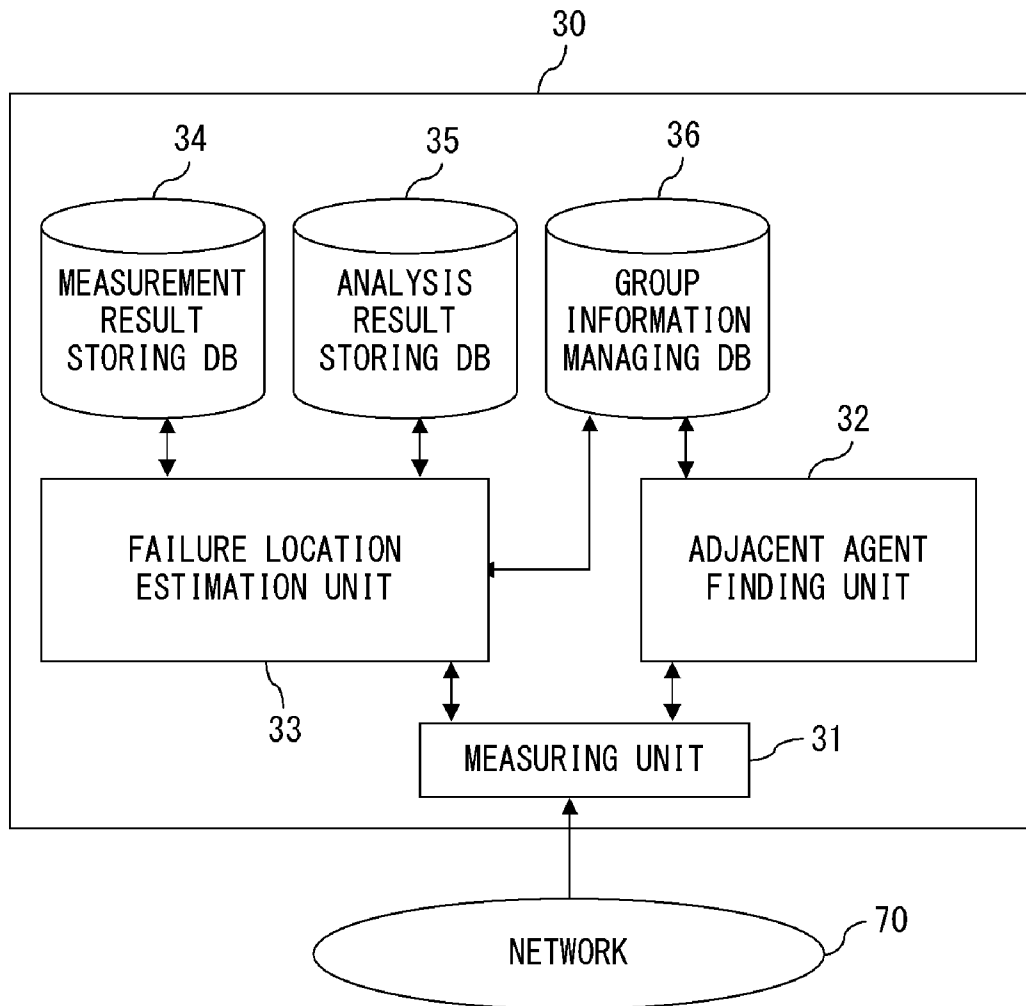 30
34
35
36
MEASUREMENT
RESULT
STORING DB
ANALYSIS
RESULT
STORING DB
GROUP
INFORMATION
MANAGING DB
32
FAILURE LOCATION
ESTIMATION UNIT
ADJACENT AGENT
FINDING UNIT
33
MEASURING UNIT
31
NETWORK
70